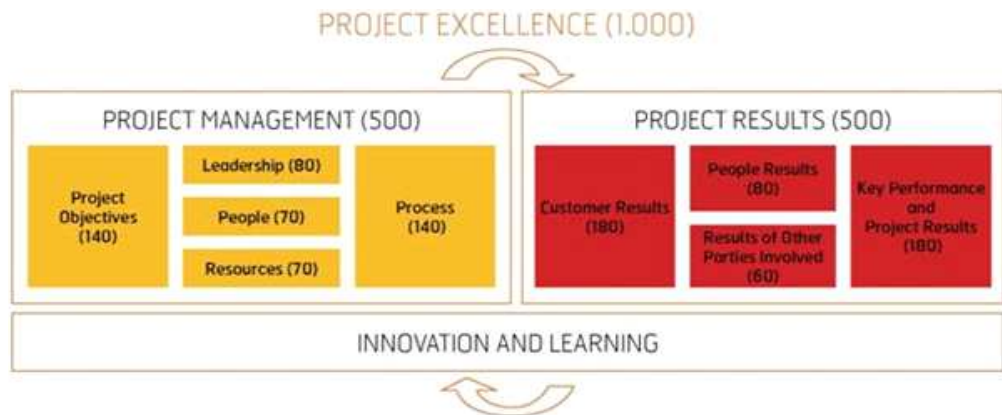 PROJECT EXCELLENCE (1.000)
PROJECT MANAGEMENT (500)
Project
Objectives
(140)
Leadership (80)
People (70)
Resources (70)
Process
(140)
PROJECT RESULTS (500)
Customer Results
(180)
People Results
(80)
Results of Other
Parties Involved
(60)
Key Performance
and
Project Results
(180)
INNOVATION AND LEARNING